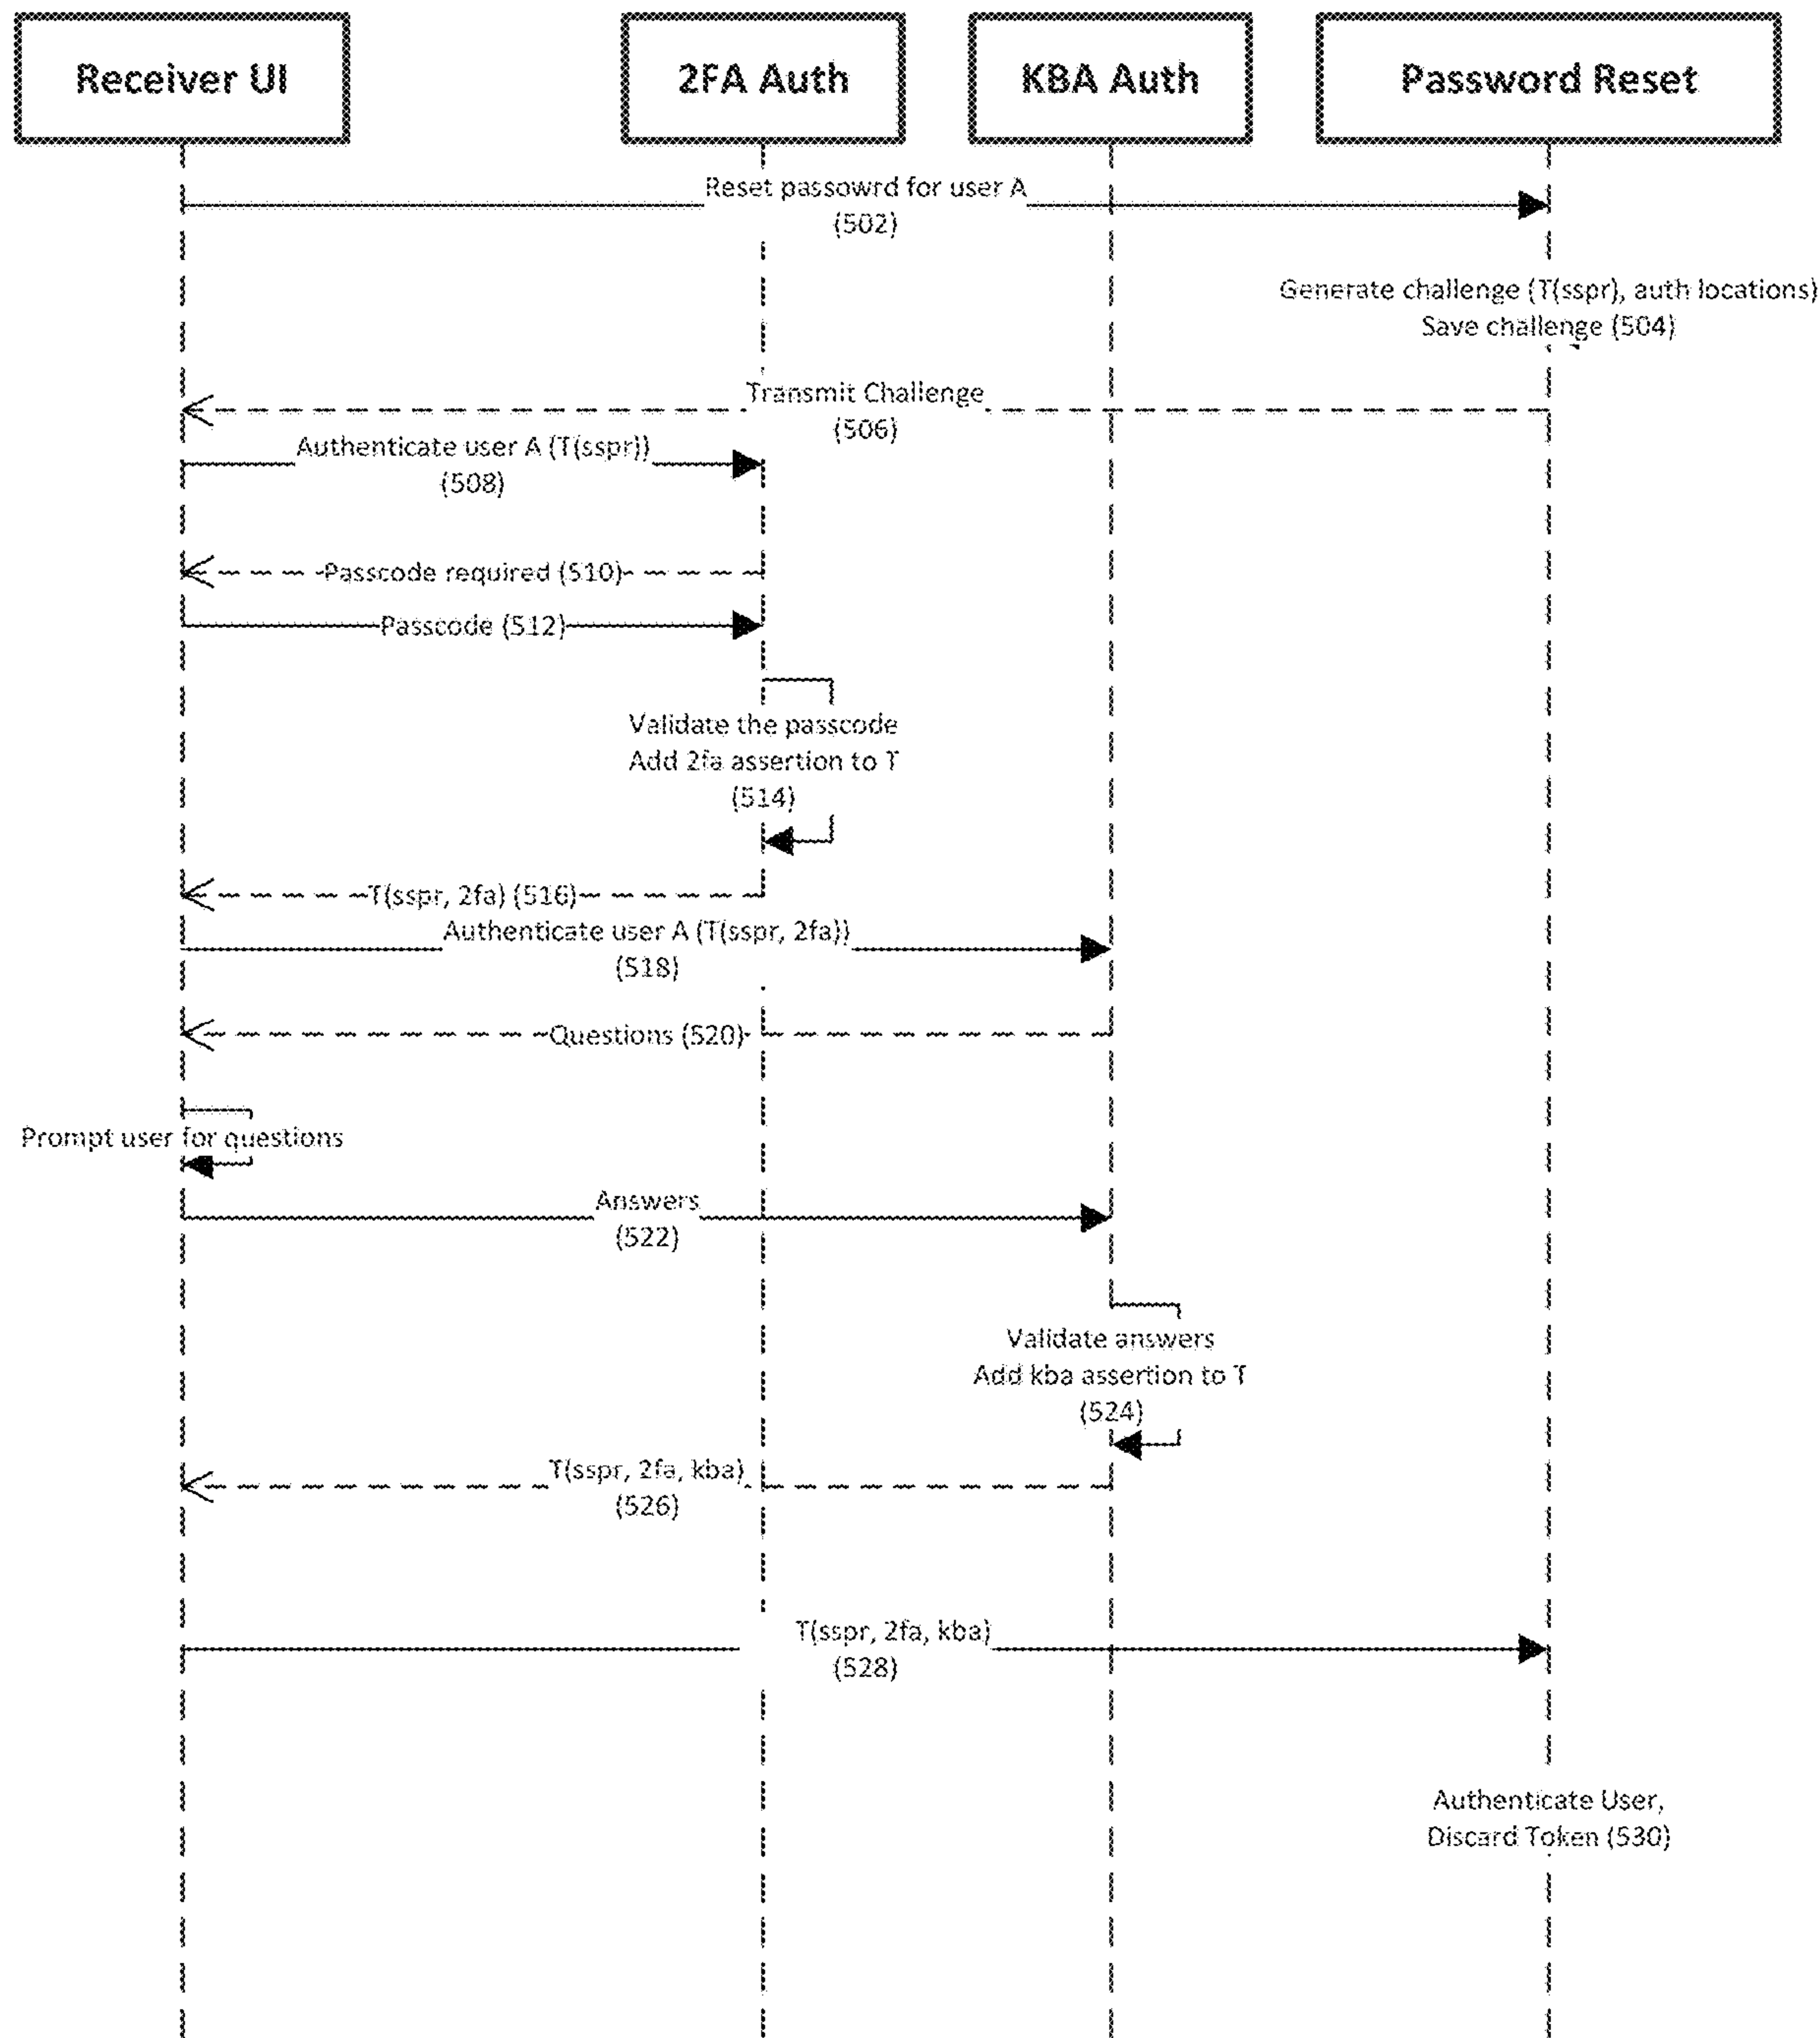 Receiver UI
2FA Auth
KBA Auth
Password Reset
Reset passowrd for user A
(502)
Generate challenge (T(sspr), auth locations)
Save challenge (504)
Transmit Challenge
(506)
Authenticate user A (T(sspr))
(508)
Passcode required (510)
Passcode (512)
Validate the passcode
Add 2fa assertion to T
(514)
T(sspr, 2fa) (516)
Authenticate user A (T(sspr, 2fa))
(518)
Questions (520)
Prompt user for questions
Answers
(522)
Validate answers
Add kba assertion to T
(524)
T(sspr, 2fa, kba)
(526)
T(sspr, 2fa, kba)
(528)
Authenticate User,
Discard Token (530)